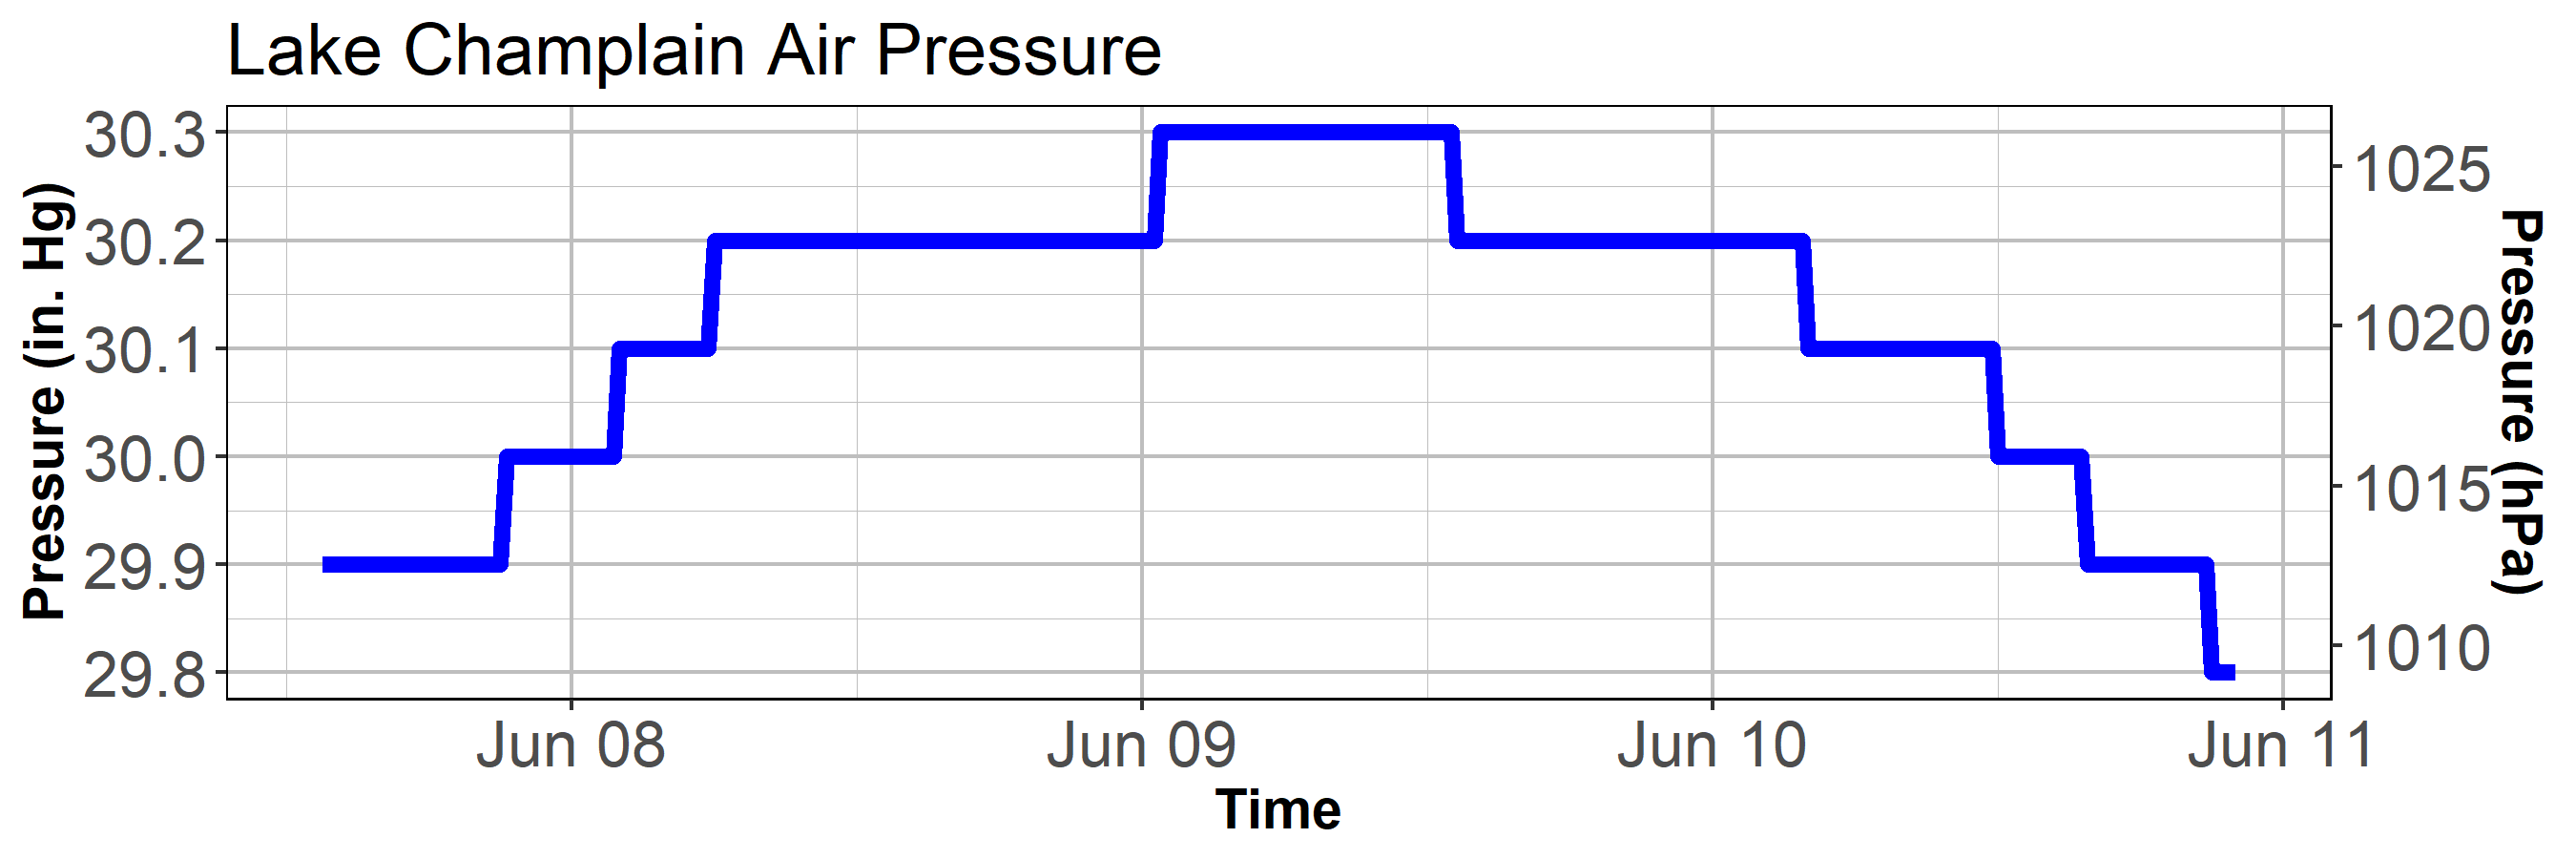 Lake Champlain Air Pressure
Pressure (in. Hg)
30.3
30.2
30.1
30.0
29.9
29.8
1025
1020
1015
1010
Pressure (hPa)
Jun 08 Jun 09 Jun 10 Jun 11
Time